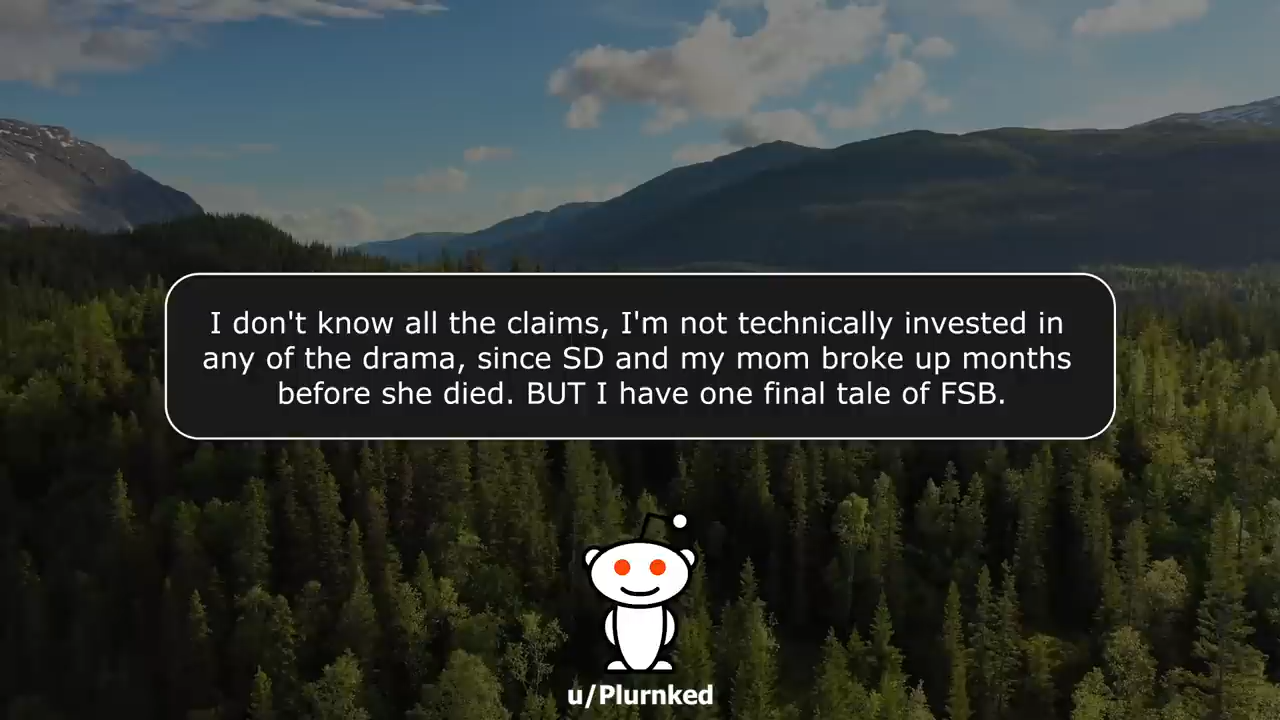 I don't know all the claims, I'm not technically invested in
any of the drama, since SD and my mom broke up months
before she died. BUT I have one final tale of FSB.
u/Plurnked